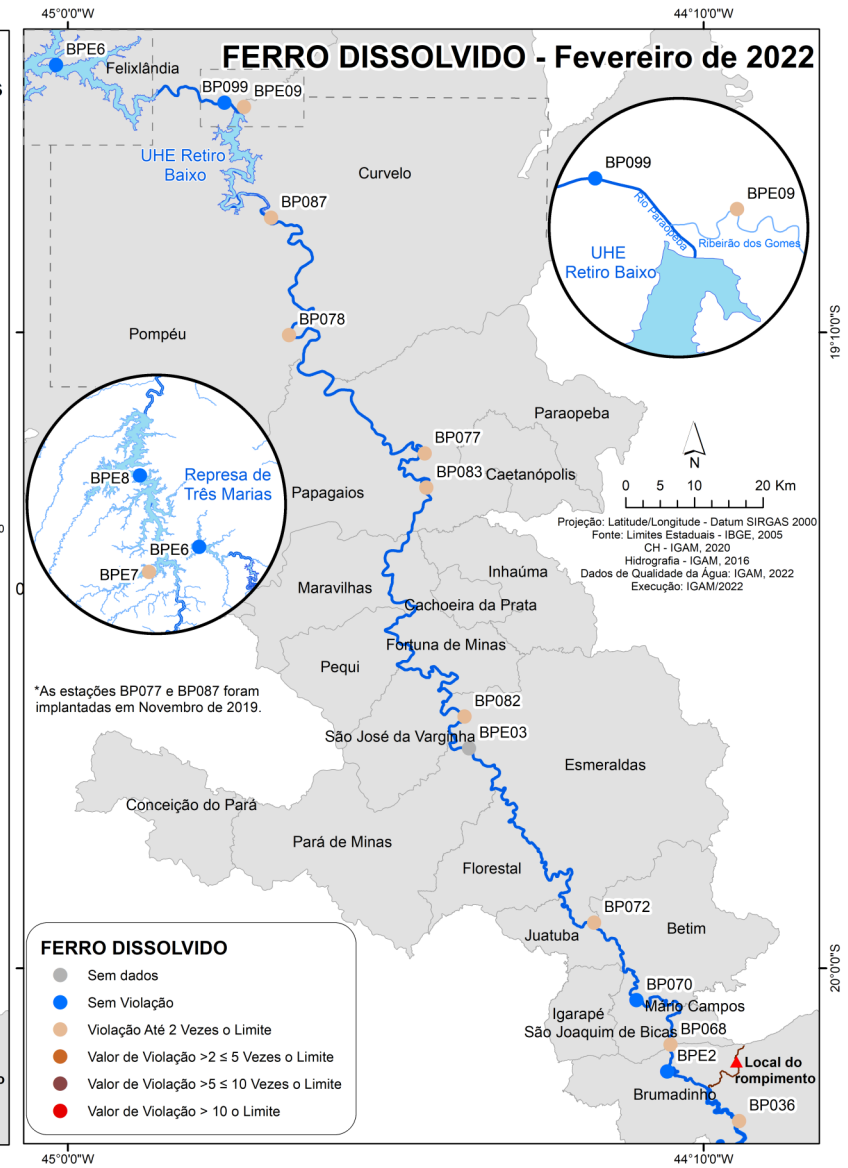 45°0'0"W
44°10'0"W
FERRO DISSOLVIDO - Fevereiro de 2022
BPE6
Felixlândia
BP099
BPE09
UHE Retiro
Baixo
Curvelo
BP087
BP099
BPE09
Rio Paraopeba
Ribeirão dos Gomes
UHE
Retiro Baixo
BP078
Pompéu
19°10'0"S
Paraopeba
BP077
BP083
Caetanópolis
N
BPE8
Represa de
Três Marias
Papagaios
0 5 10 20 Km
BPE6
BPE7
Projeção: Latitude/Longitude - Datum SIRGAS 2000
Fonte: Limites Estaduais - IBGE, 2005
CH - IGAM, 2020
Hidrografia - IGAM, 2016
Dados de Qualidade da Água: IGAM, 2022
Execução: IGAM/2022
Inhaúma
Maravilhas
Cachoeira da Prata
Fortuna de Minas
Pequi
*As estações BP077 e BP087 foram
implantadas em Novembro de 2019.
BP082
São José da Varginha
BPE03
Esmeraldas
Conceição do Pará
Pará de Minas
Florestal
BP072
Juatuba
Betim
20°0'0"S
BP070
Mário Campos
Igarapé
São Joaquim de Bicas
BP068
BPE2
Local do
rompimento
Brumadinho
BP036
FERRO DISSOLVIDO
Sem dados
Sem Violação
Violação Até 2 Vezes o Limite
Valor de Violação >2 ≤ 5 Vezes o Limite
Valor de Violação >5 ≤ 10 Vezes o Limite
Valor de Violação > 10 o Limite
45°0'0"W
44°10'0"W